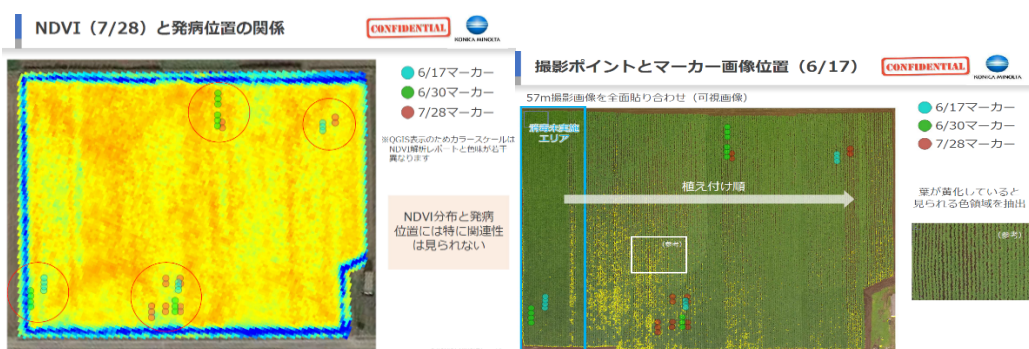 NDVI（7/28）と発病位置の関係
CONFIDENTIAL
KONICA MINOLTA
6/17マーカー
6/30マーカー
7/28マーカー
※QGIS表示のためカラースケールは
NDVI解析レポートと色味が若干
異なります
NDVI分布と発病
位置には特に関連性
は見られない
撮影ポイントとマーカー画像位置（6/17）
CONFIDENTIAL
KONICA MINOLTA
57m撮影画像を全面貼り合わせ（可視画像）
エリア
植え付け順
（参考）
6/17マーカー
6/30マーカー
7/28マーカー
葉が黄化していると
見られる色領域を抽出
（参考）